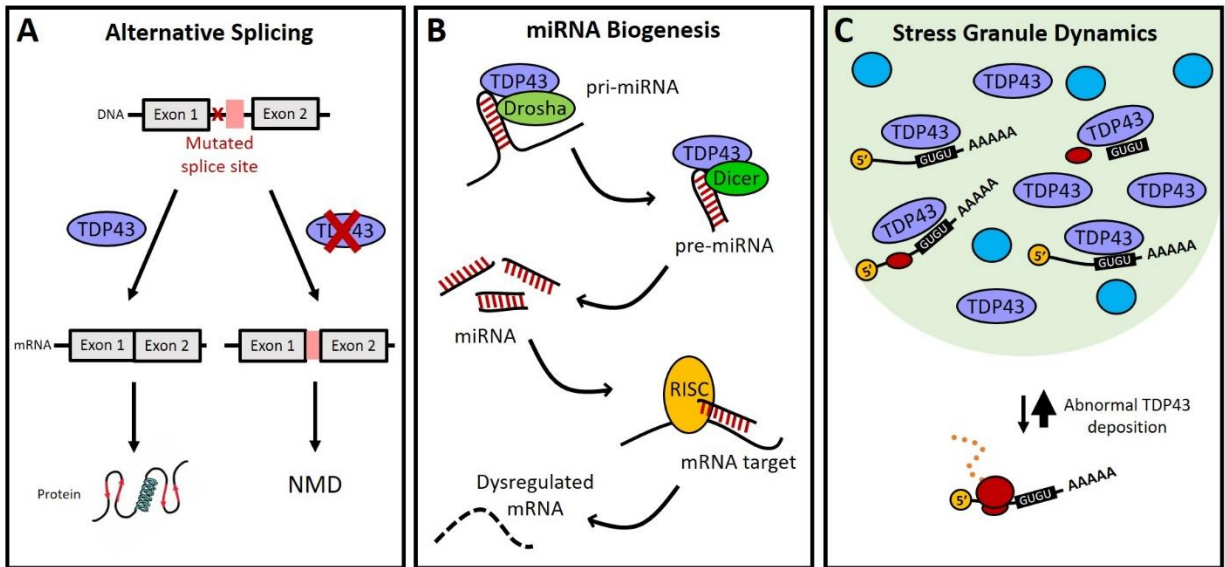 A
Alternative Splicing
DNA
Exon 1
x
Exon 2
Mutated
splice site
TDP43
TDP43
mRNA
Exon 1
Exon 2
Exon 1
Exon 2
Protein
NMD
B
miRNA Biogenesis
TDP43
Drosha
pri-miRNA
TDP43
Dicer
pre-miRNA
miRNA
RISC
mRNA target
Dysregulated
mRNA
C
Stress Granule Dynamics
TDP43
TDP43
5' GUGU AAAAA
TDP43
GUGU
TDP43
5' GUGU AAAAA
TDP43
TDP43
TDP43
5' GUGU AAAAA
TDP43
Abnormal TDP43
deposition
5' GUGU AAAAA